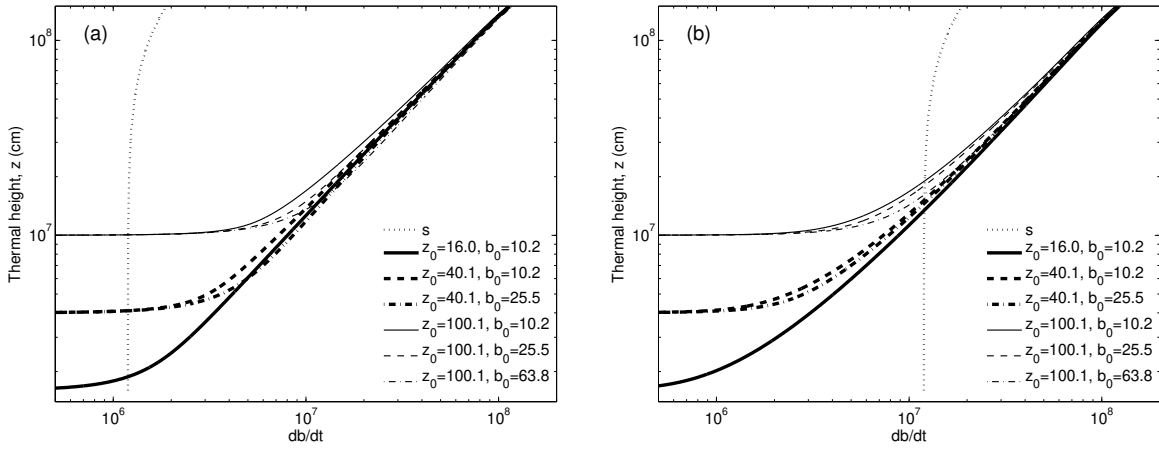 (a)
Thermal height, z (cm)
10^8
10^7
s
z_0=16.0, b_0=10.2
z_0=40.1, b_0=10.2
z_0=40.1, b_0=25.5
z_0=100.1, b_0=10.2
z_0=100.1, b_0=25.5
z_0=100.1, b_0=63.8
10^6
10^7
10^8
db/dt
(b)
Thermal height, z (cm)
10^8
10^7
s
z_0=16.0, b_0=10.2
z_0=40.1, b_0=10.2
z_0=40.1, b_0=25.5
z_0=100.1, b_0=10.2
z_0=100.1, b_0=25.5
z_0=100.1, b_0=63.8
10^6
10^7
10^8
db/dt